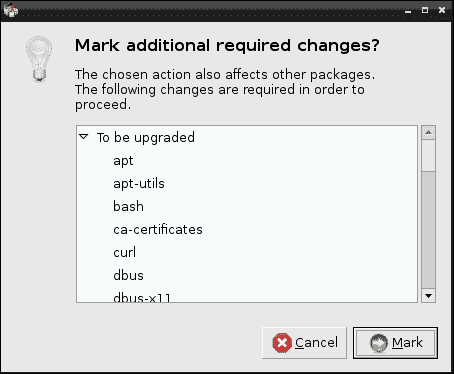 Mark additional required changes?
The chosen action also affects other packages.
The following changes are required in order to
proceed.
To be upgraded
apt
apt-utils
bash
ca-certificates
curl
dbus
dbus-x11
Cancel
Mark